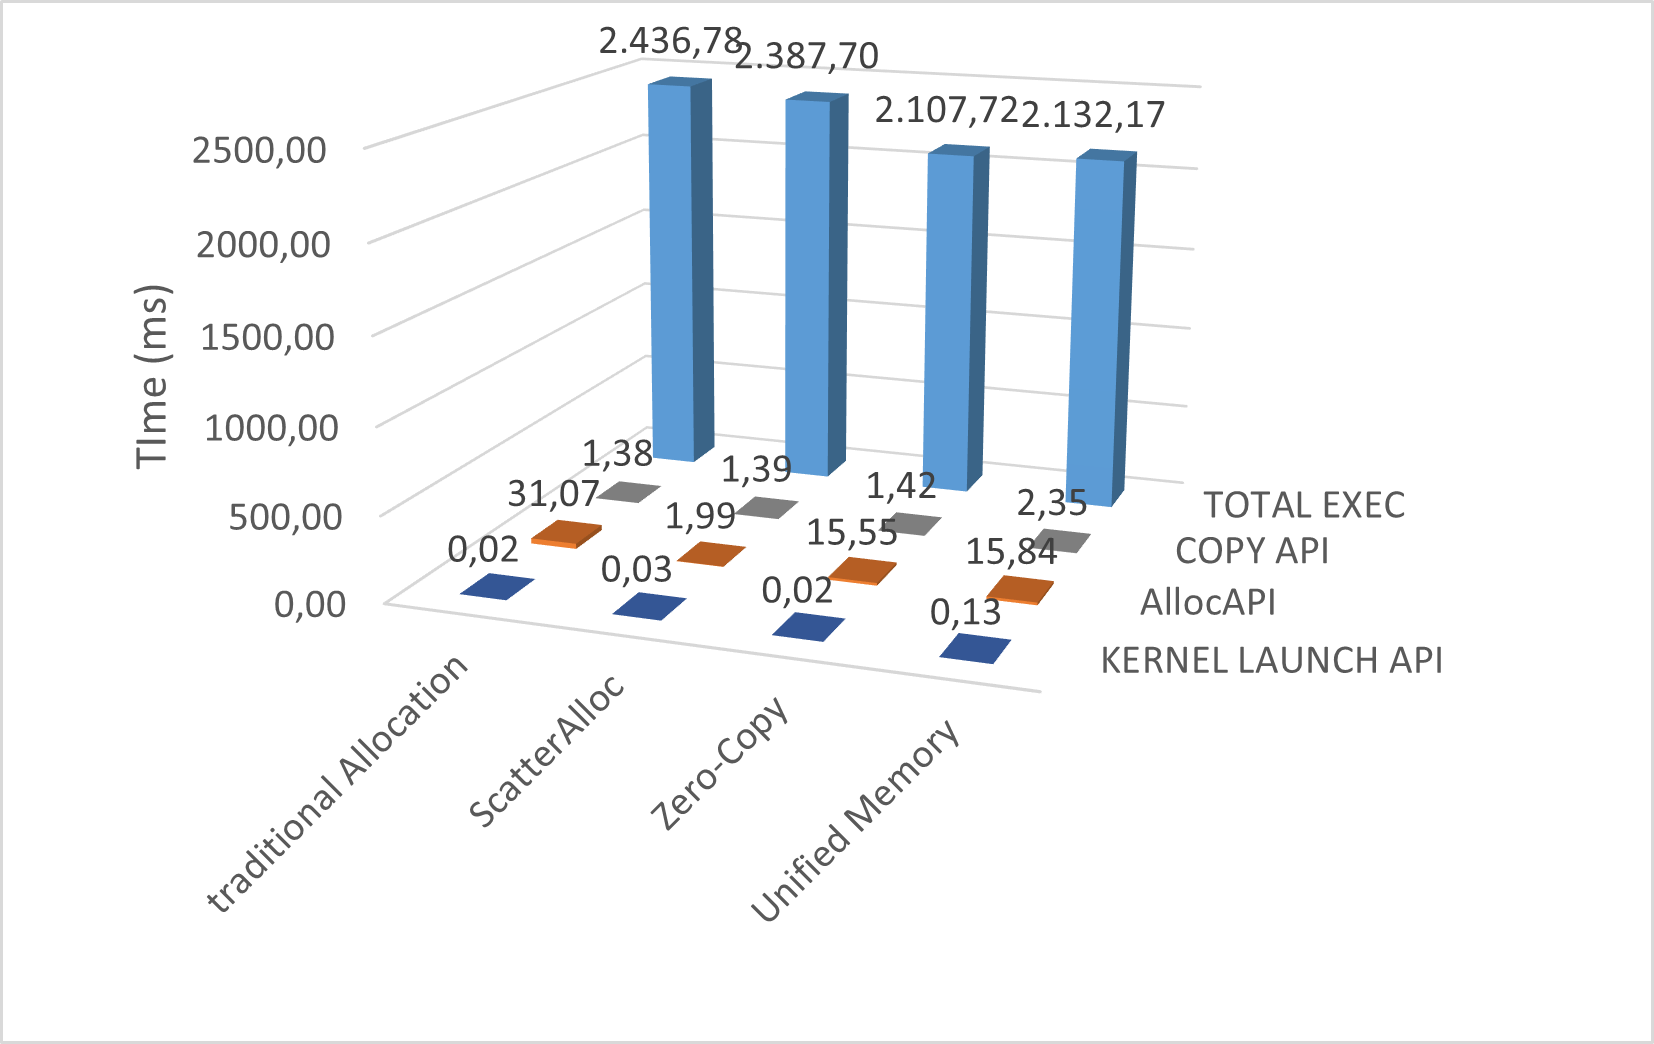 2.436,78
2.387,70
2.107,72
2.132,17
2500,00
2000,00
1500,00
1000,00
500,00
0,00
TIme (ms)
1,38
1,39
1,42
2,35
31,07
1,99
15,55
15,84
0,02
0,03
0,02
0,13
TOTAL EXEC
COPY API
AllocAPI
KERNEL LAUNCH API
traditional Allocation
ScatterAlloc
Zero-Copy
Unified Memory